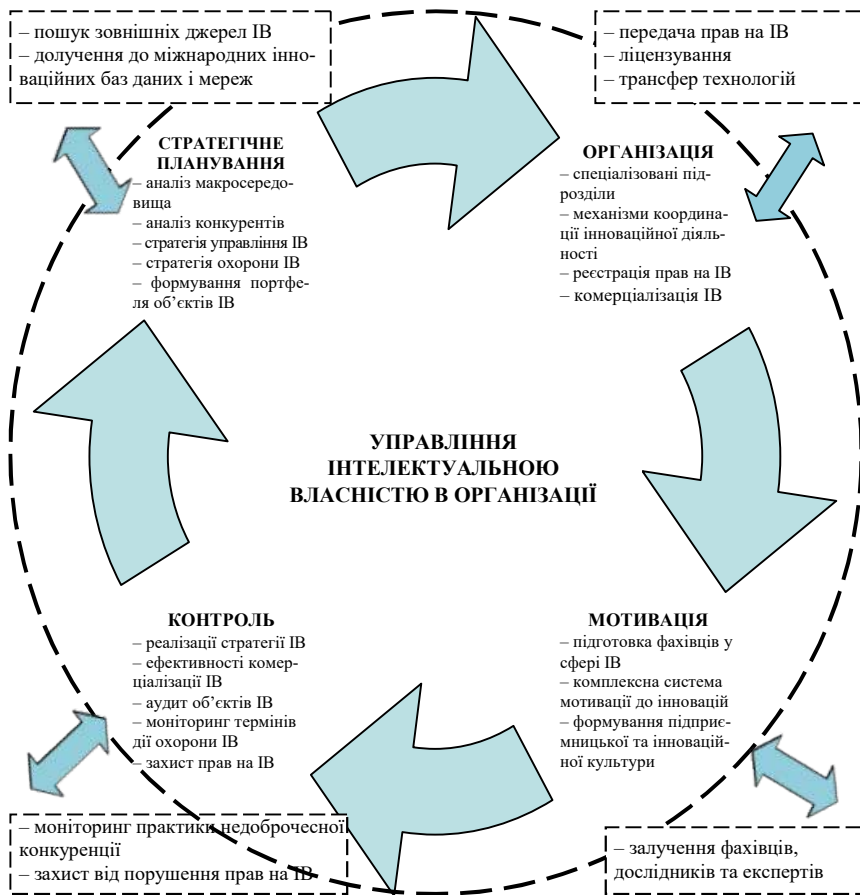 – пошук зовнішніх джерел ІВ
– долучення до міжнародних інно-
ваційних баз даних і мереж
– передача прав на ІВ
– ліцензування
– трансфер технологій
СТРАТЕГІЧНЕ
ПЛАНУВАННЯ
– аналіз макросередо-
вища
– аналіз конкурентів
– стратегія управління ІВ
– стратегія охорони ІВ
– формування портфе-
ля об’єктів ІВ
ОРГАНІЗАЦІЯ
– спеціалізовані під-
розділи
– механізми координа-
ції інноваційної діяль-
ності
– реєстрація прав на ІВ
– комерціалізація ІВ
УПРАВЛІННЯ
ІНТЕЛЕКТУАЛЬНОЮ
ВЛАСНІСТЮ В ОРГАНІЗАЦІЇ
КОНТРОЛЬ
– реалізації стратегії ІВ
– ефективності комер-
ціалізації ІВ
– аудит об’єктів ІВ
– моніторинг термінів
дії охорони ІВ
– захист прав на ІВ
МОТИВАЦІЯ
– підготовка фахівців у
сфері ІВ
– комплексна система
мотивації до інновацій
– формування підприє-
мницької та інновацій-
ної культури
– моніторинг практики недоброчесної
конкуренції
– захист від порушення прав на ІВ
– залучення фахівців,
дослідників та експертів